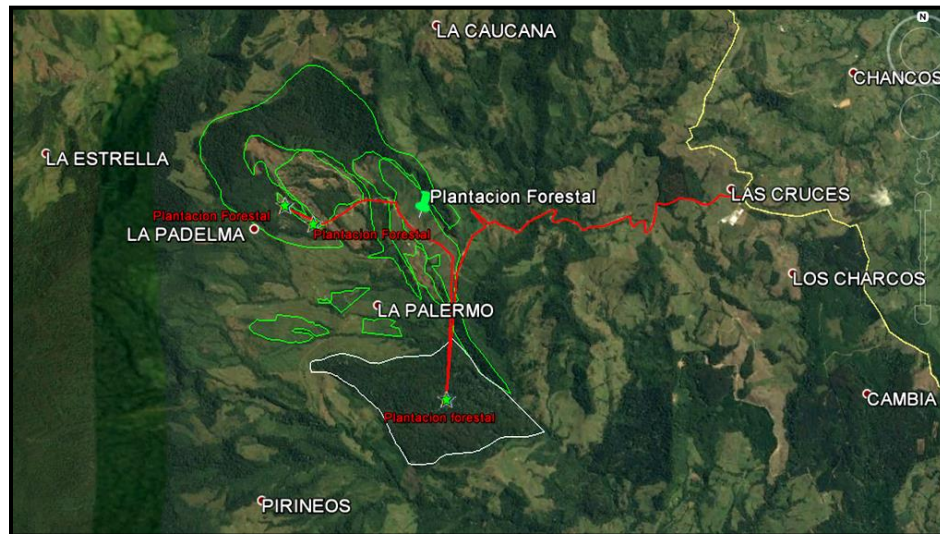 N
LA CAUCANA
CHANCOS
LA ESTRELLA
LAS CRUCES
Plantacion Forestal
Plantacion Forestal
LA PADELMA
Plantacion Forestal
LOS CHARCOS
LA PALERMO
CAMBIA
Plantacion forestal
PIRINEOS